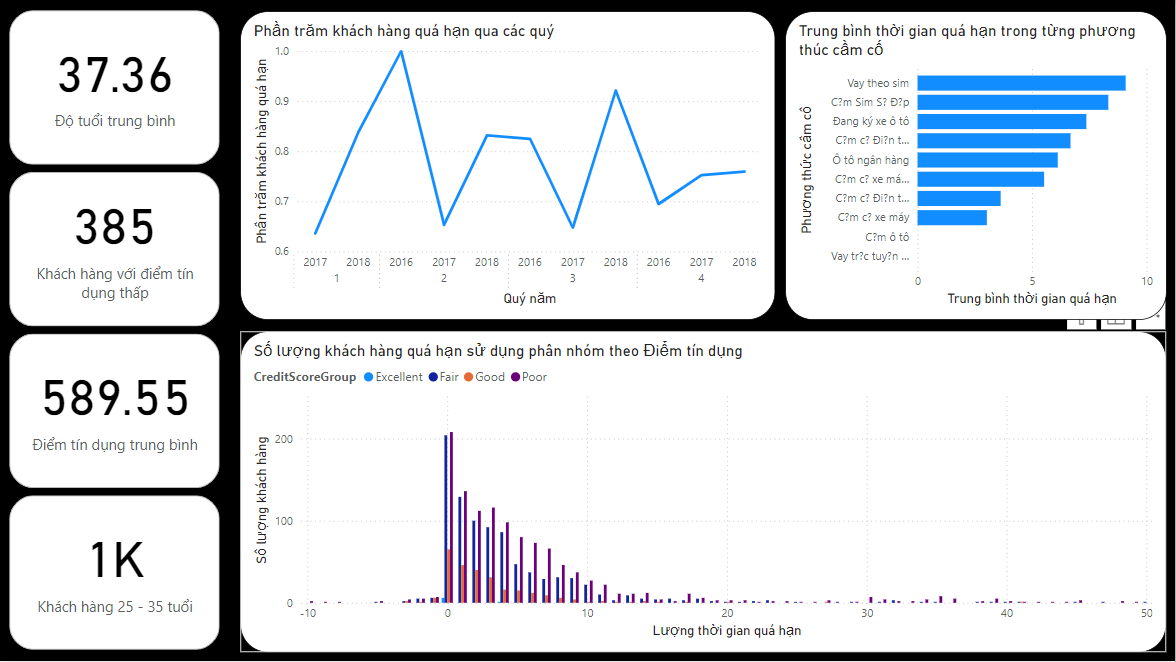 37.36
Độ tuổi trung bình
385
Khách hàng với điểm tín
dụng thấp
589.55
Điểm tín dụng trung bình
1K
Khách hàng 25 - 35 tuổi
Phần trăm khách hàng quá hạn qua các quý
Phần trăm khách hàng quá hạn
1.0
0.9
0.8
0.7
0.6
2017 2018 2016 2017 2018 2016 2017 2018 2016 2017 2018
1 2 3 4
Quý năm
Trung bình thời gian quá hạn trong từng phương
thúc cầm cố
Phương thức cầm cố
Vay theo sim
C?m Sim S? Đ?p
Đang ký xe ô tô
C?m c? Đi?n t...
Ô tô ngân hàng
C?m c? xe má...
C?m c? Đi?n t...
C?m c? xe máy
C?m ô tô
Vay tr?c tuy?n ...
0 5 10
Trung bình thời gian quá hạn
Số lượng khách hàng quá hạn sử dụng phân nhóm theo Điểm tín dụng
CreditScoreGroup Excellent Fair Good Poor
Số lượng khách hàng
200
100
0
-10 0 10 20 30 40 50
Lượng thời gian quá hạn